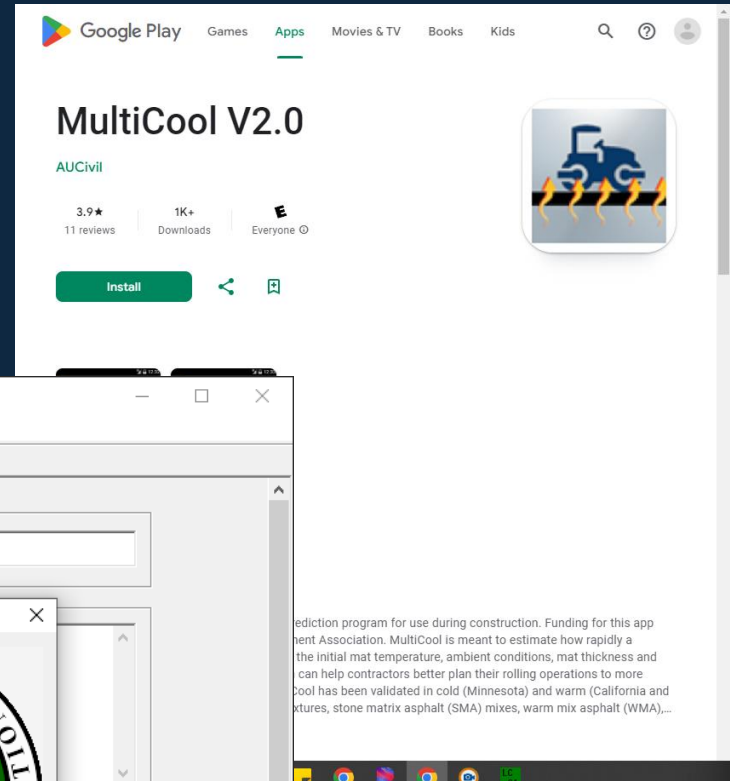 Google Play Games Apps Movies & TV Books Kids
MultiCool V2.0
AUCivil
3.9★ 1K+ E
11 reviews Downloads Everyone
Install
ediction program for use during construction. Funding for this app
ent Association. MultiCool is meant to estimate how rapidly a
the initial mat temperature, ambient conditions, mat thickness and
can help contractors better plan their rolling operations to more
Cool has been validated in cold (Minnesota) and warm (California and
xtures, stone matrix asphalt (SMA) mixes, warm mix asphalt (WMA),...